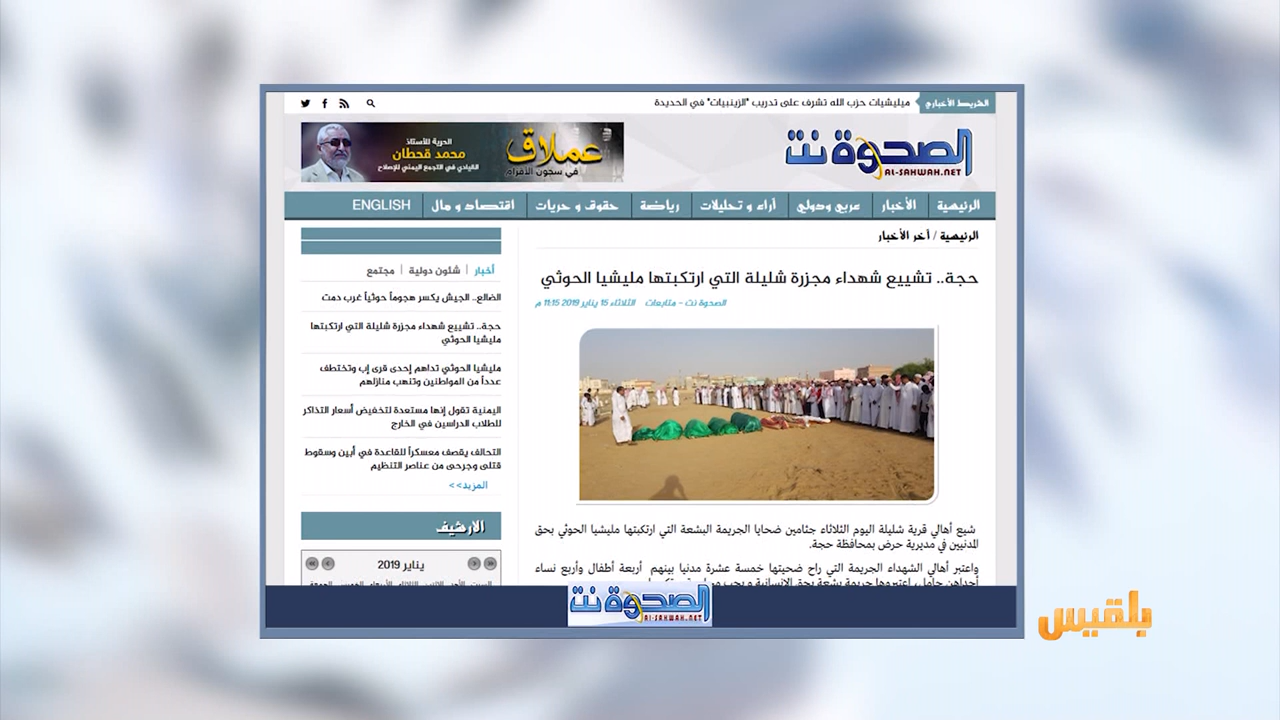 الشريط الأخباري
ميليشيات حزب الله تشرف على تدريب "الزينبيات" في الحديدة
الصحوة نت
AL-SAHWAH.NET
عملاق
في سجون الأقزام
الحرية للأستاذ
محمد قحطان
القيادي في التجمع اليمني للإصلاح
الرئيسية
الأخبار
عربي ودولي
آراء و تحليلات
رياضة
حقوق و حريات
اقتصاد و مال
ENGLISH
الرئيسية / أخر الأخبار
حجة.. تشييع شهداء مجزرة شليلة التي ارتكبتها مليشيا الحوثي
الصحوة نت - متابعات الثلاثاء 15 يناير 2019 11:15 م
شيع أهالي قرية شليلة اليوم الثلاثاء جثامين ضحايا الجريمة البشعة التي ارتكبتها مليشيا الحوثي بحق
المدنيين في مديرية حرض بمحافظة حجة.
واعتبر أهالي الشهداء الجريمة التي راح ضحيتها خمسة عشرة مدنيا بينهم أربعة أطفال وأربع نساء
أخبار | شئون دولية | مجتمع
الضالع.. الجيش يكسر هجوماً حوثياً غرب دمت
حجة.. تشييع شهداء مجزرة شليلة التي ارتكبتها
مليشيا الحوثي
مليشيا الحوثي تداهم إحدى قرى إب وتختطف
عدداً من المواطنين وتنهب منازلهم
اليمنية تقول إنها مستعدة لتخفيض أسعار التذاكر
للطلاب الدراسين في الخارج
التحالف يقصف معسكراً للقاعدة في أبين وسقوط
قتلى وجرحى من عناصر التنظيم
المزيد>>
الارشيف
يناير 2019
الصحوة نت
AL-SAHWAH.NET
بلقيس